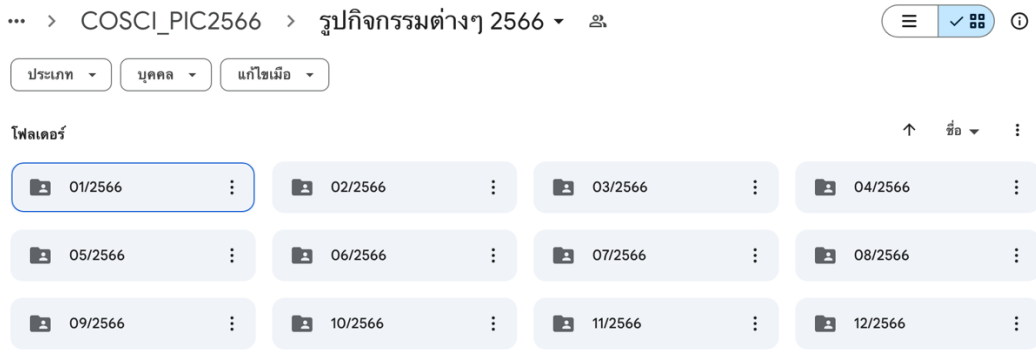 ... > COSCI_PIC2566 > รูปกิจกรรมต่างๆ 2566
ประเภท บุคคล แก้ไขเมื่อ
โฟลเดอร์ ชื่อ
01/2566 02/2566 03/2566 04/2566
05/2566 06/2566 07/2566 08/2566
09/2566 10/2566 11/2566 12/2566